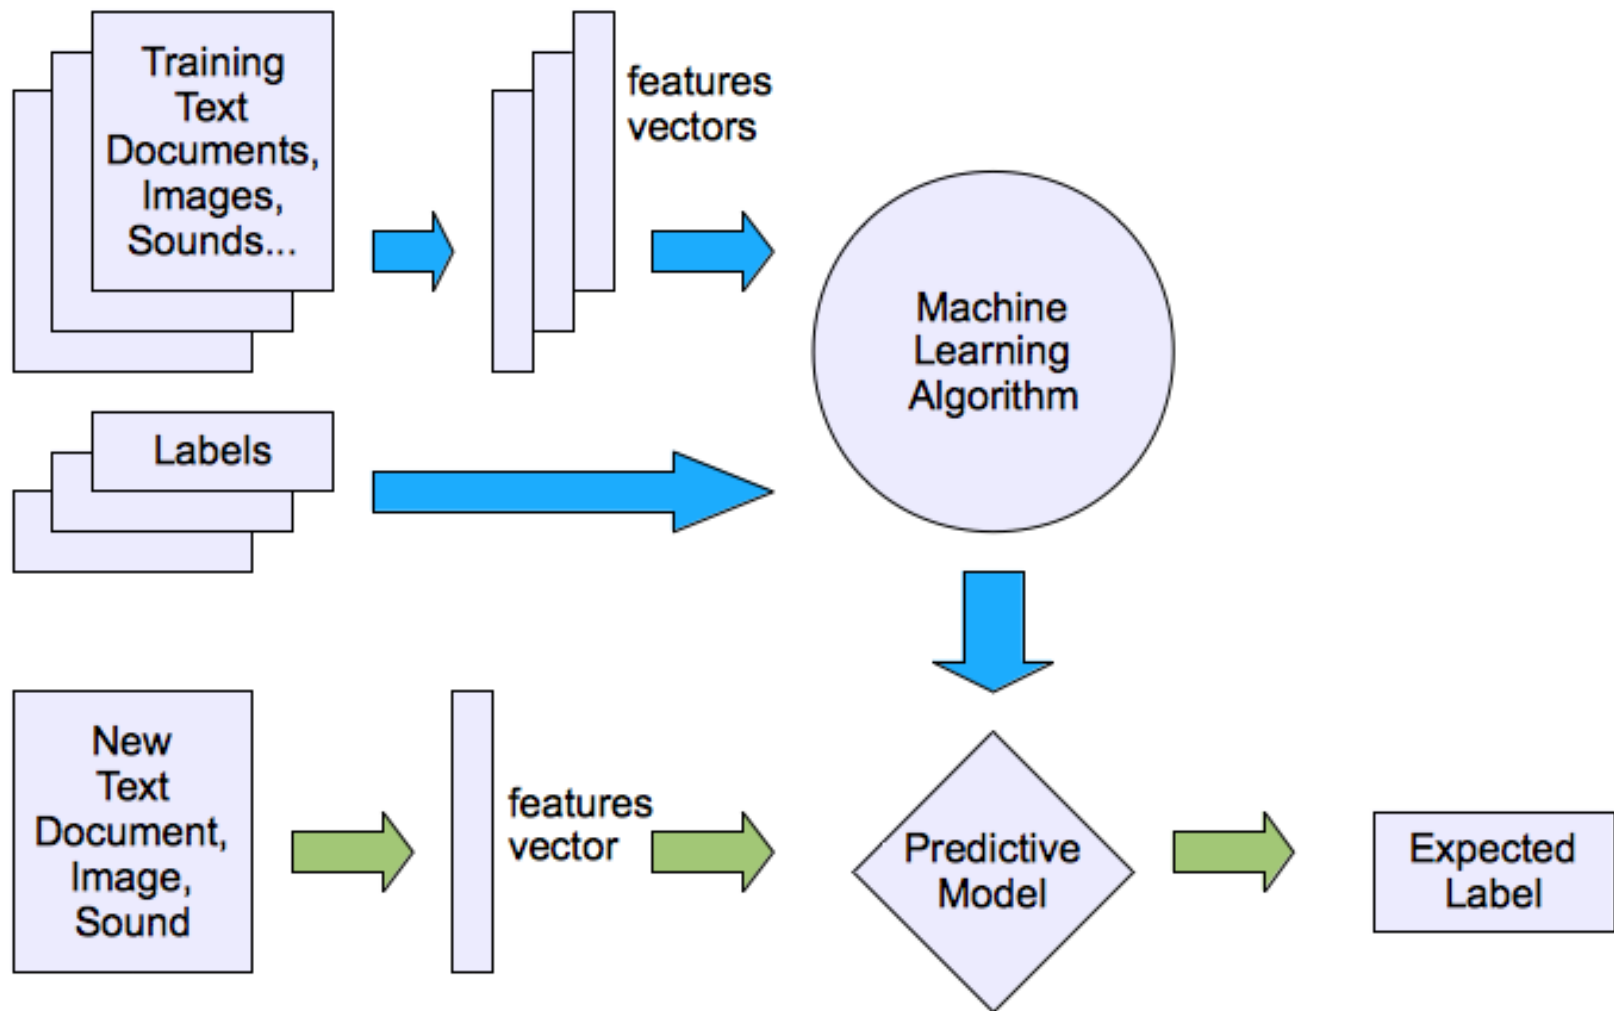 Training
Text
Documents,
Images,
Sounds...
features
vectors
Machine
Learning
Algorithm
Labels
New
Text
Document,
Image,
Sound
features
vector
Predictive
Model
Expected
Label